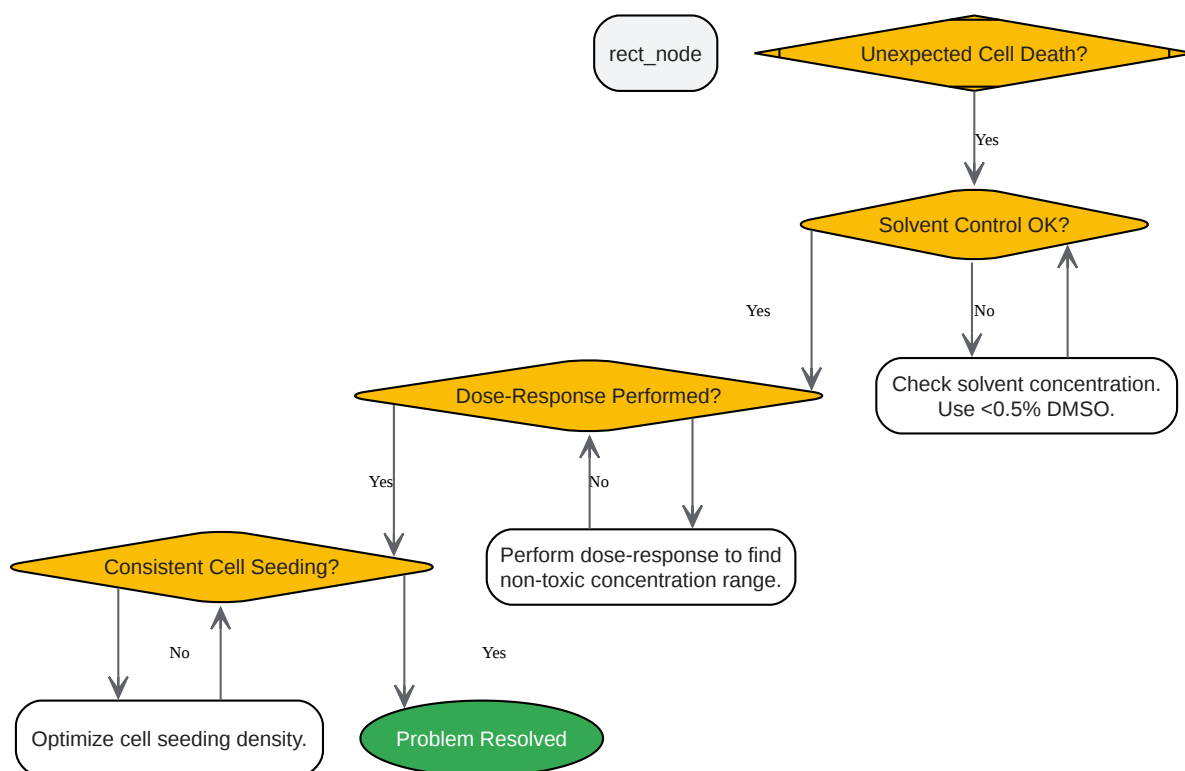 rect_node
Unexpected Cell Death?
Yes
Solvent Control OK?
Yes
No
Check solvent concentration.
Use <0.5% DMSO.
Dose-Response Performed?
Yes
No
Perform dose-response to find
non-toxic concentration range.
Consistent Cell Seeding?
No
Yes
Optimize cell seeding density.
Problem Resolved